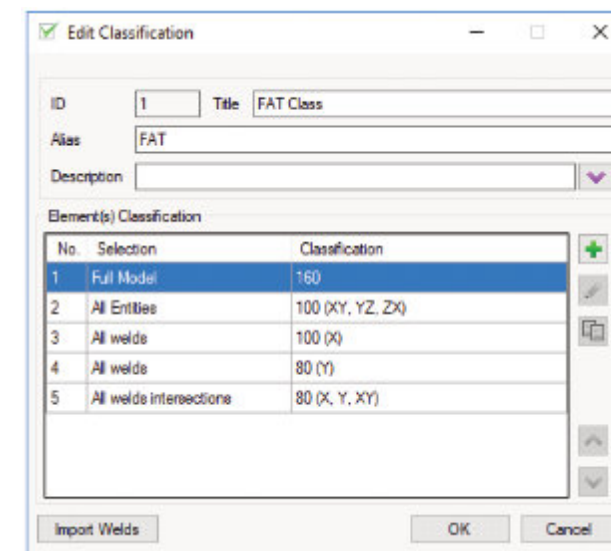 Edit Classification
ID 1 Title FAT Class
Alias FAT
Description
Element(s) Classification
No. Selection Classification
1 Full Model 160
2 All Entities 100 (XY, YZ, ZX)
3 All welds 100 (X)
4 All welds 80 (Y)
5 All welds intersections 80 (X, Y, XY)
Import Welds OK Cancel